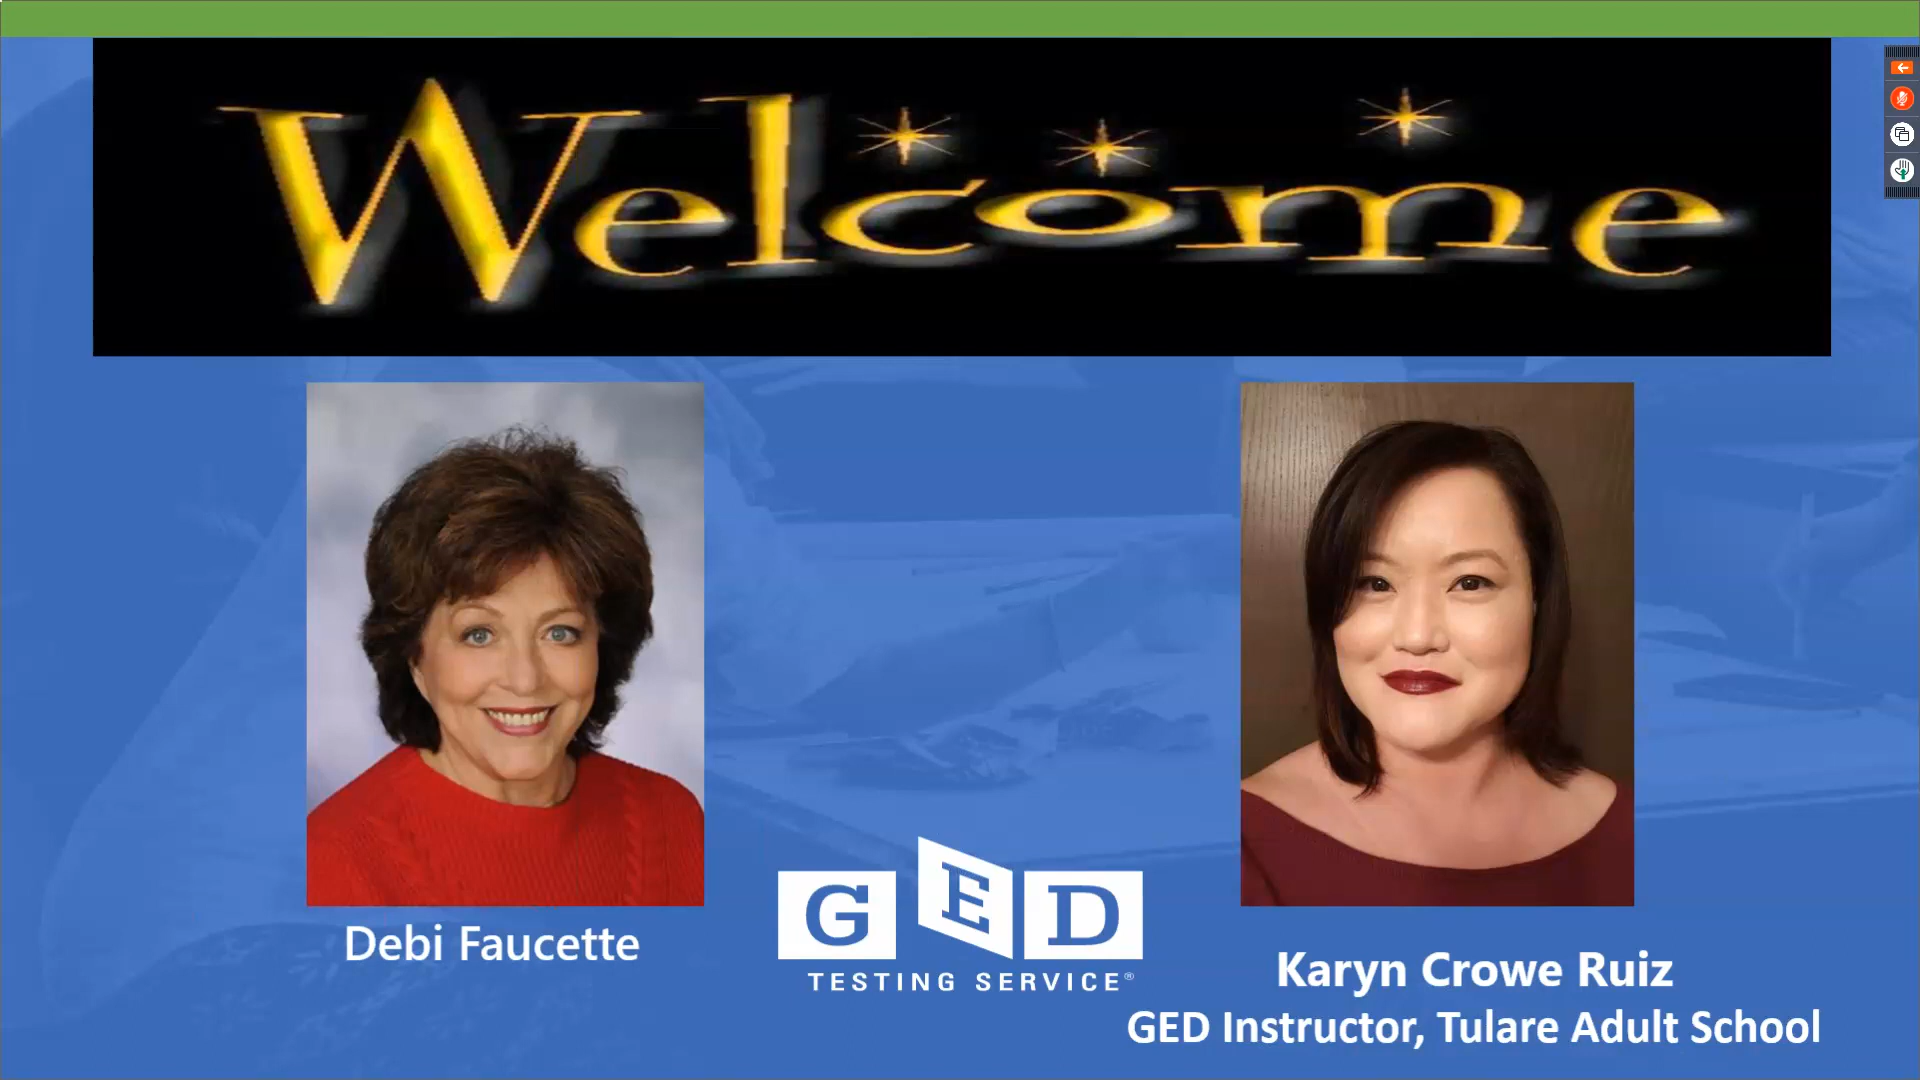 Welcome
Debi Faucette
GED
TESTING SERVICE®
Karyn Crowe Ruiz
GED Instructor, Tulare Adult School